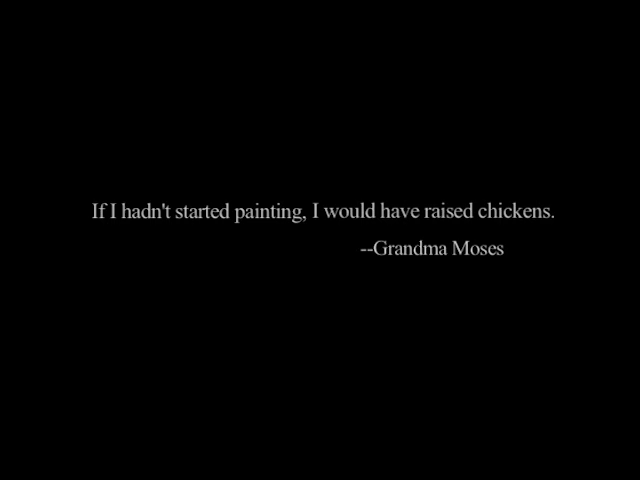 If I hadn't started painting, I would have raised chickens.
--Grandma Moses